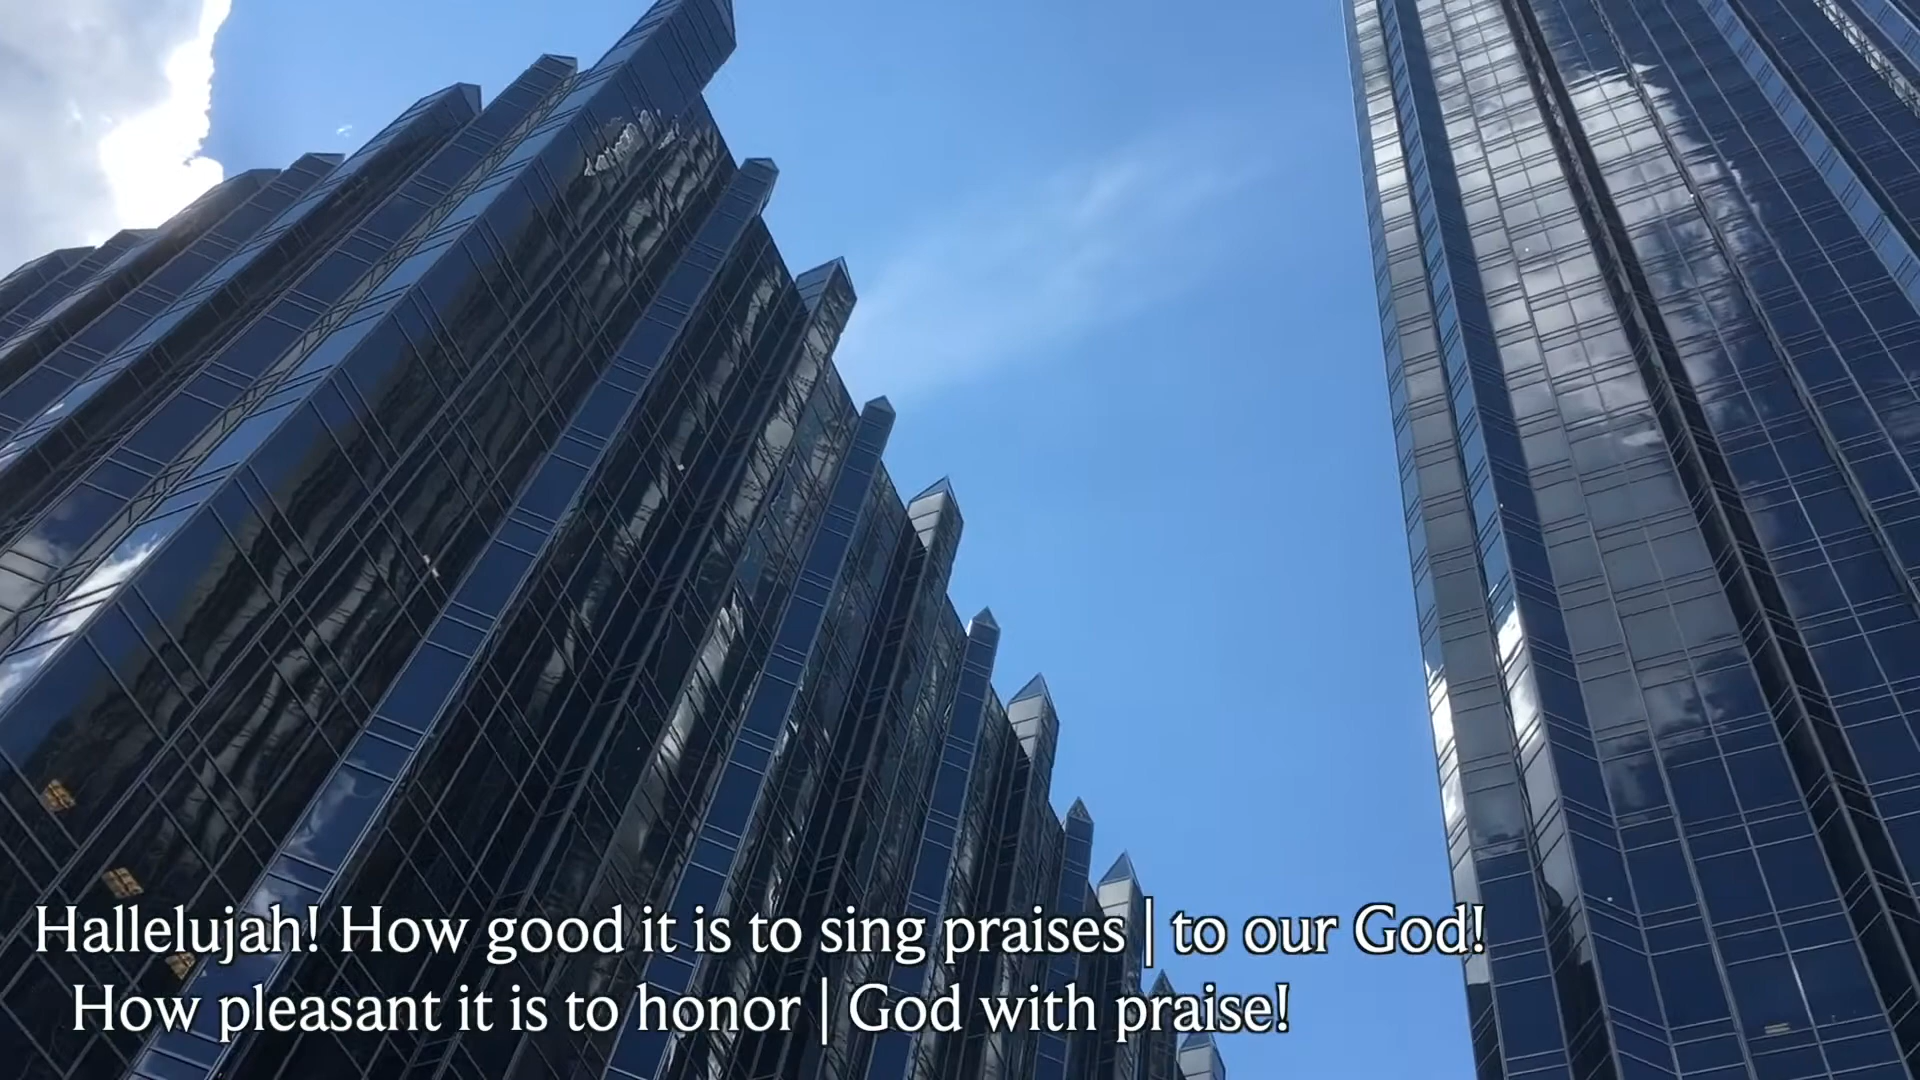 Hallelujah! How good it is to sing praises | to our God!
How pleasant it is to honor | God with praise!